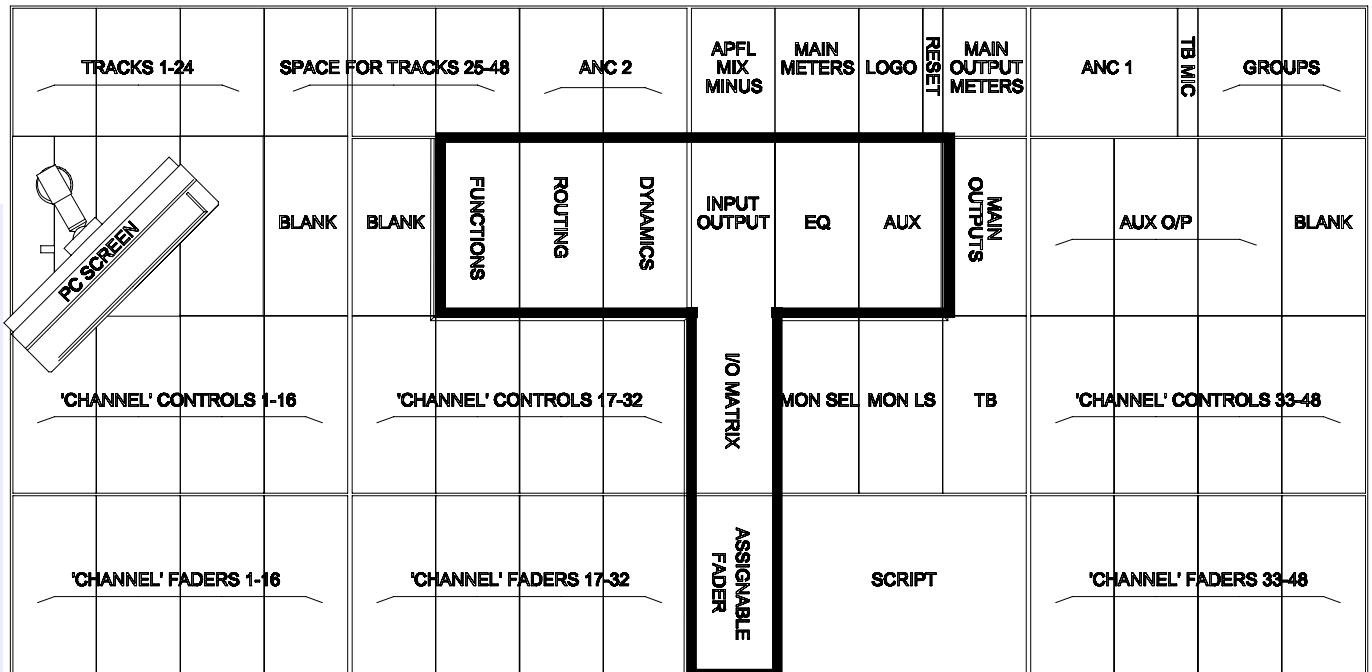 TRACKS 1-24
SPACE FOR TRACKS 25-48
ANC 2
APFL
MIX
MINUS
MAIN
METERS
LOGO
RESET
MAIN
OUTPUT
METERS
ANC 1
TB MIC
GROUPS
PC SCREEN
BLANK
BLANK
FUNCTIONS
ROUTING
DYNAMICS
INPUT
OUTPUT
EQ
AUX
MAIN
OUTPUTS
AUX O/P
BLANK
'CHANNEL' CONTROLS 1-16
'CHANNEL' CONTROLS 17-32
I/O MATRIX
MON SEL
MON LS
TB
'CHANNEL' CONTROLS 33-48
'CHANNEL' FADERS 1-16
'CHANNEL' FADERS 17-32
ASSIGNABLE
FADER
SCRIPT
'CHANNEL' FADERS 33-48